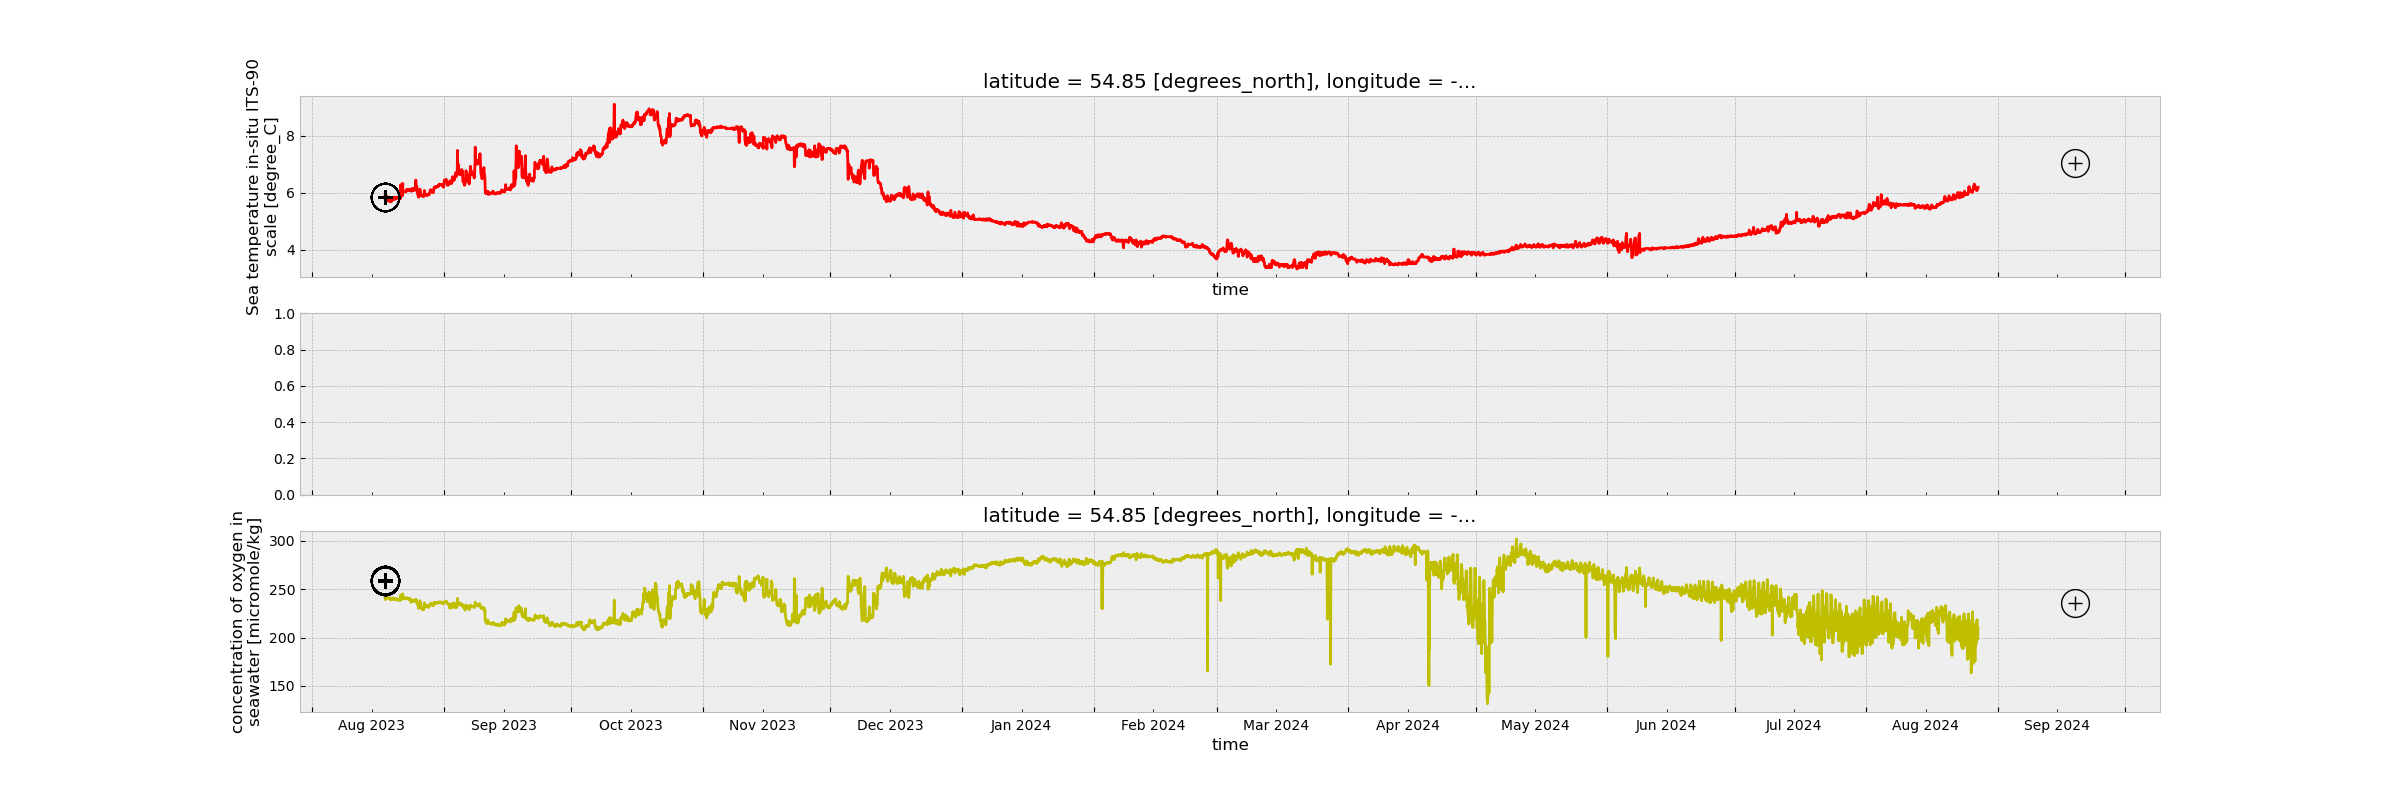 latitude = 54.85 [degrees_north], longitude = -...
Sea temperature in-situ ITS-90
scale [degree_C]
8
6
4
time
1.0
0.8
0.6
0.4
0.2
0.0
latitude = 54.85 [degrees_north], longitude = -...
concentration of oxygen in
seawater [micromole/kg]
300
250
200
150
Aug 2023 Sep 2023 Oct 2023 Nov 2023 Dec 2023 Jan 2024 Feb 2024 Mar 2024 Apr 2024 May 2024 Jun 2024 Jul 2024 Aug 2024 Sep 2024
time